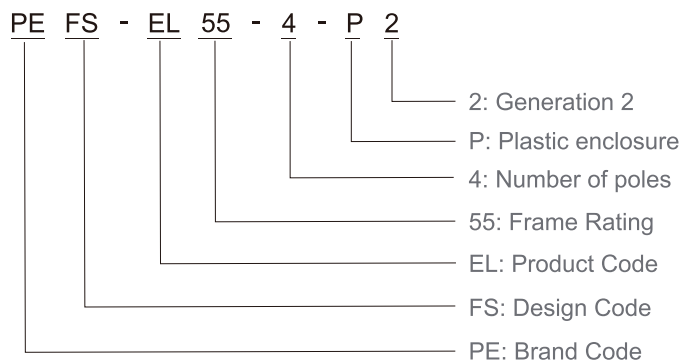 PE FS - EL 55 - 4 - P 2
2: Generation 2
P: Plastic enclosure
4: Number of poles
55: Frame Rating
EL: Product Code
FS: Design Code
PE: Brand Code